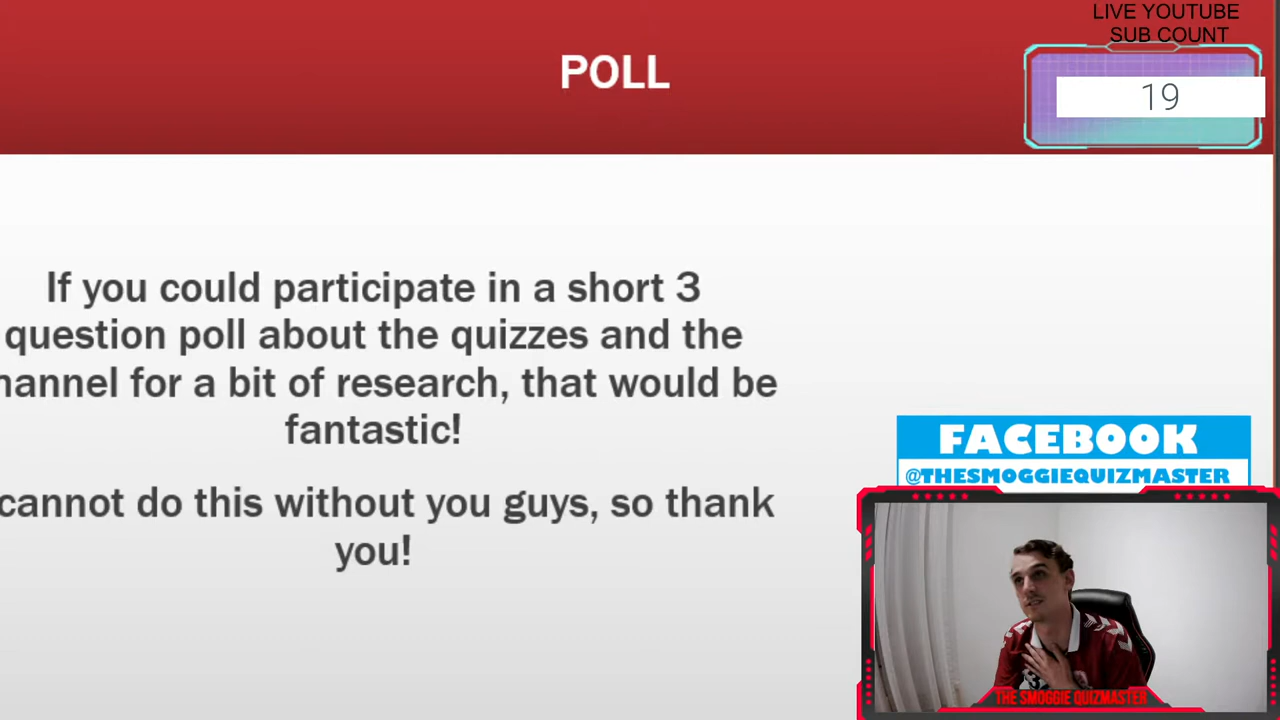 LIVE YOUTUBE
SUB COUNT
POLL
19
If you could participate in a short 3
question poll about the quizzes and the
hannel for a bit of research, that would be
fantastic!
cannot do this without you guys, so thank
you!
FACEBOOK
@THESMOGGIEQUIZMASTER
THE SMOGGIE QUIZMASTER